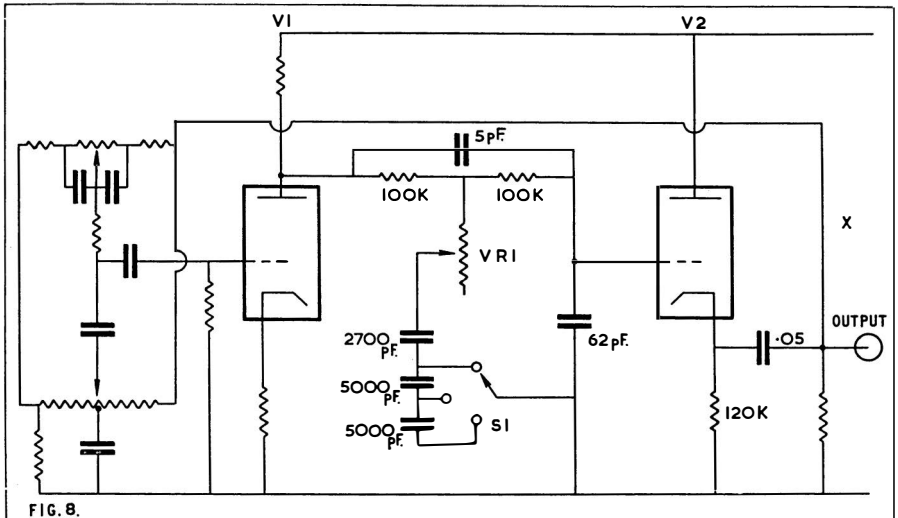 V1
V2
5pF.
100K
100K
VR1
X
2700
pF.
62pF.
.05
OUTPUT
5000
pF.
5000
pF.
S1
120K
FIG. 8.